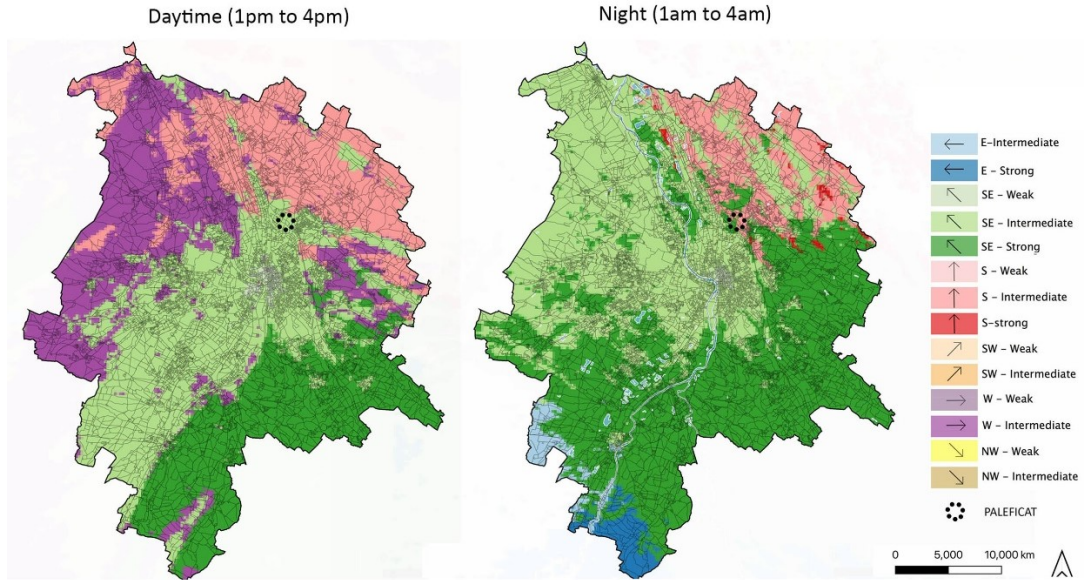 Daytime (1pm to 4pm)
Night (1am to 4am)
E-Intermediate
E - Strong
SE - Weak
SE - Intermediate
SE - Strong
S - Weak
S - Intermediate
S-strong
SW - Weak
SW - Intermediate
W - Weak
W - Intermediate
NW - Weak
NW - Intermediate
PALEFICAT
0 5,000 10,000 km